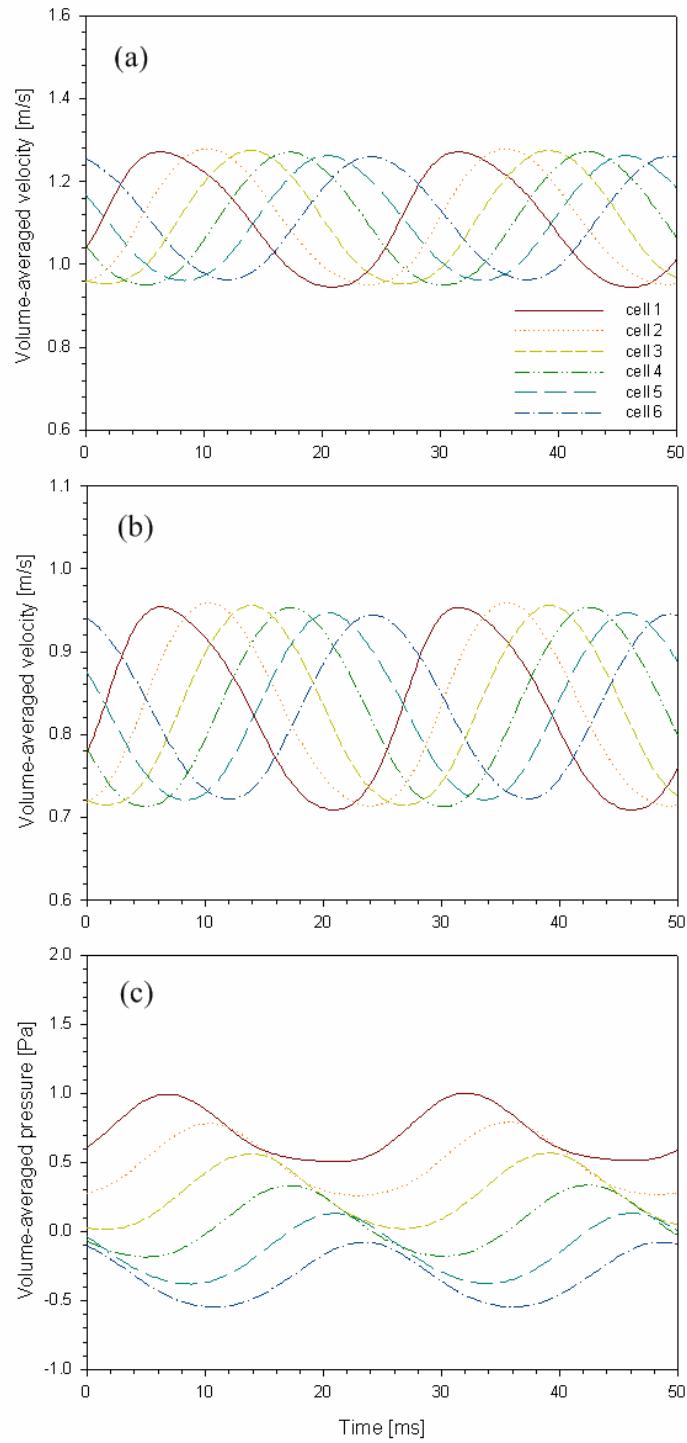 1.6
(a)
1.4
1.2
1.0
0.8
0.6
Volume-averaged velocity [m/s]
cell 1
cell 2
cell 3
cell 4
cell 5
cell 6
0 10 20 30 40 50
1.1
(b)
1.0
0.9
0.8
0.7
0.6
Volume-averaged velocity [m/s]
0 10 20 30 40 50
2.0
(c)
1.5
1.0
0.5
0.0
-0.5
-1.0
Volume-averaged pressure [Pa]
0 10 20 30 40 50
Time [ms]